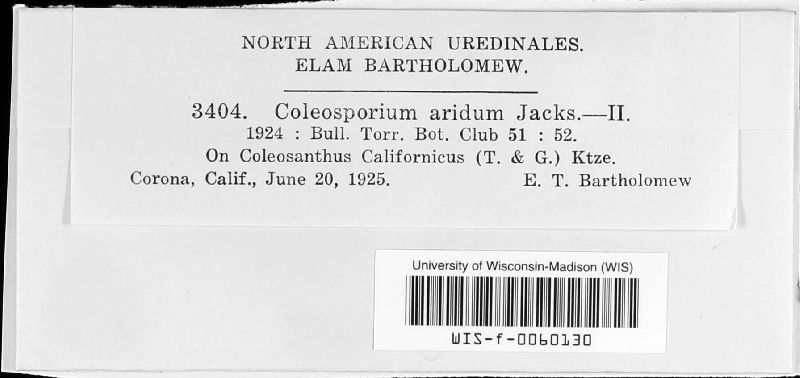 NORTH AMERICAN UREDINALES.
ELAM BARTHOLOMEW.
3404. Coleosporium aridum Jacks.—II.
1924 : Bull. Torr. Bot. Club 51 : 52.
On Coleosanthus Californicus (T. & G.) Ktze.
Corona, Calif., June 20, 1925. E. T. Bartholomew
University of Wisconsin-Madison (WIS)
WIS-f-0060130